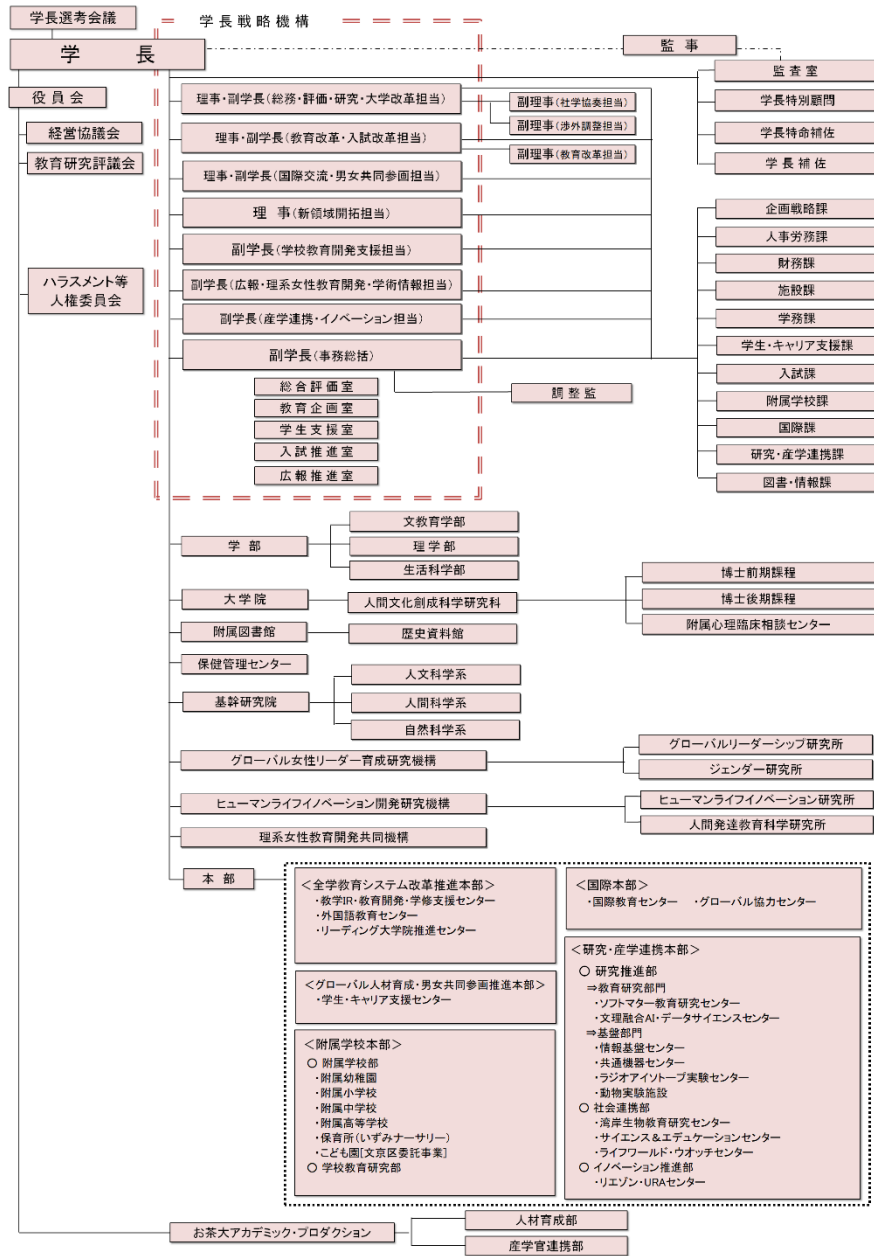 学長選考会議
学長戦略機構
学長
監事
監査室
役員会
学長特別顧問
学長特命補佐
学長補佐
経営協議会
教育研究評議会
理事・副学長(総務・評価・研究・大学改革担当)
副理事(社学協奏担当)
副理事(渉外調整担当)
理事・副学長(教育改革・入試改革担当)
副理事(教育改革担当)
理事・副学長(国際交流・男女共同参画担当)
理事(新領域開拓担当)
副学長(学校教育開発支援担当)
ハラスメント等
人権委員会
副学長(広報・理系女性教育開発・学術情報担当)
副学長(産学連携・イノベーション担当)
副学長(事務総括)
調整監
総合評価室
教育企画室
学生支援室
入試推進室
広報推進室
企画戦略課
人事労務課
財務課
施設課
学務課
学生・キャリア支援課
入試課
附属学校課
国際課
研究・産学連携課
図書・情報課
学部
文教育学部
理学部
生活科学部
大学院
人間文化創成科学研究科
博士前期課程
博士後期課程
附属心理臨床相談センター
附属図書館
歴史資料館
保健管理センター
基幹研究院
人文科学系
人間科学系
自然科学系
グローバル女性リーダー育成研究機構
グローバルリーダーシップ研究所
ジェンダー研究所
ヒューマンライフイノベーション開発研究機構
ヒューマンライフイノベーション研究所
人間発達教育科学研究所
理系女性教育開発共同機構
本部
<全学教育システム改革推進本部>
・教学IR・教育開発・学修支援センター
・外国語教育センター
・リーディング大学院推進センター
<グローバル人材育成・男女共同参画推進本部>
・学生・キャリア支援センター
<附属学校本部>
○ 附属学校部
・附属幼稚園
・附属小学校
・附属中学校
・附属高等学校
・保育所(いずみナーサリー)
・こども園[文京区委託事業]
○ 学校教育研究部
<国際本部>
・国際教育センター ・グローバル協力センター
<研究・産学連携本部>
○ 研究推進部
⇒教育研究部門
・ソフトマター教育研究センター
・文理融合AI・データサイエンスセンター
⇒基盤部門
・情報基盤センター
・共通機器センター
・ラジオアイソトープ実験センター
・動物実験施設
○ 社会連携部
・湾岸生物教育研究センター
・サイエンス&エデュケーションセンター
・ライフワールド・ウオッチセンター
○ イノベーション推進部
・リエゾン・URAセンター
お茶大アカデミック・プロダクション
人材育成部
産学官連携部